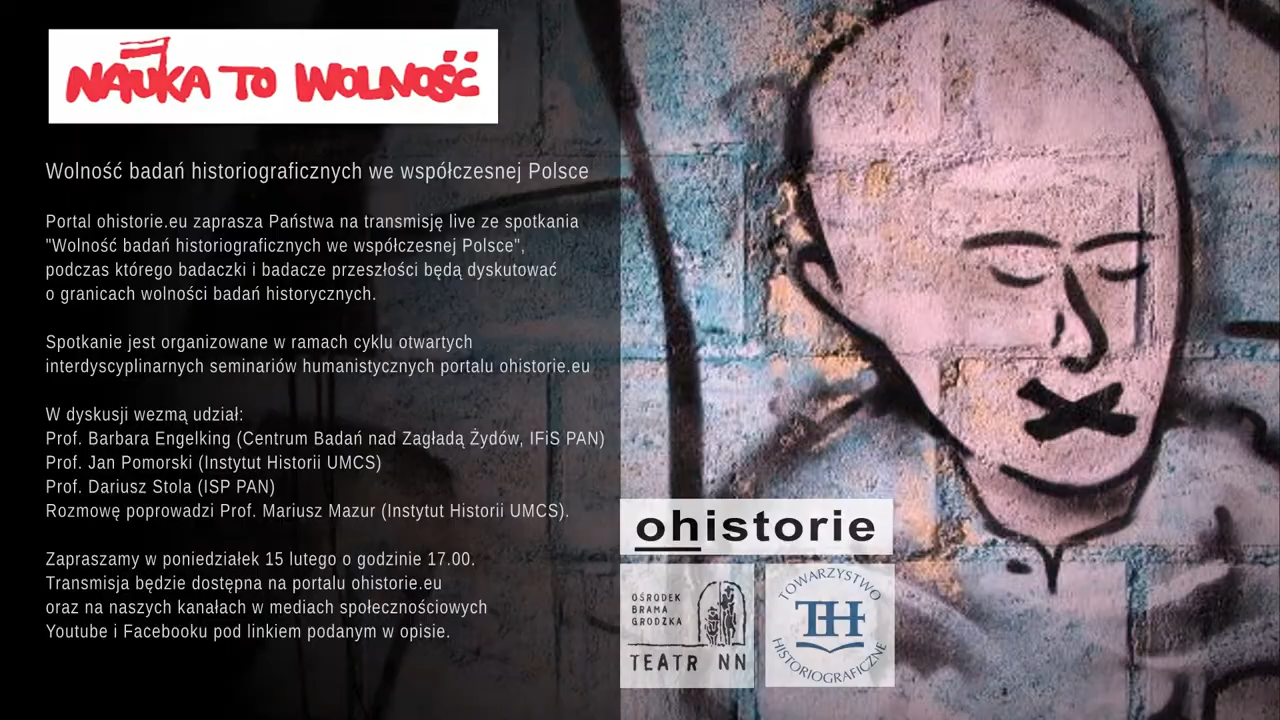 NAUKA TO WOLNOŚĆ
Wolność badań historiograficznych we współczesnej Polsce
Portal ohistorie.eu zaprasza Państwa na transmisję live ze spotkania
"Wolność badań historiograficznych we współczesnej Polsce",
podczas którego badaczki i badacze przeszłości będą dyskutować
o granicach wolności badań historycznych.
Spotkanie jest organizowane w ramach cyklu otwartych
interdyscyplinarnych seminariów humanistycznych portalu ohistorie.eu
W dyskusji wezmą udział:
Prof. Barbara Engelking (Centrum Badań nad Zagładą Żydów, IFiS PAN)
Prof. Jan Pomorski (Instytut Historii UMCS)
Prof. Dariusz Stola (ISP PAN)
Rozmowę poprowadzi Prof. Mariusz Mazur (Instytut Historii UMCS).
Zapraszamy w poniedziałek 15 lutego o godzinie 17.00.
Transmisja będzie dostępna na portalu ohistorie.eu
oraz na naszych kanałach w mediach społecznościowych
Youtube i Facebooku pod linkiem podanym w opisie.
ohistorie
OŚRODEK
BRAMA
GRODZKA
TEATR NN
TOWARZYSTWO
TH
HISTORIOGRAFICZNE